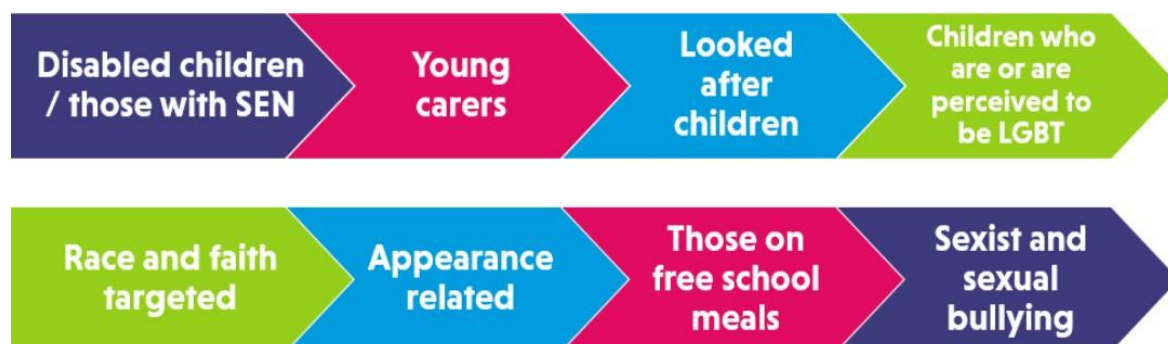 Disabled children
/ those with SEN
Young
carers
Looked
after
children
Children who
are or are
perceived to
be LGBT
Race and faith
targeted
Appearance
related
Those on
free school
meals
Sexist and
sexual
bullying